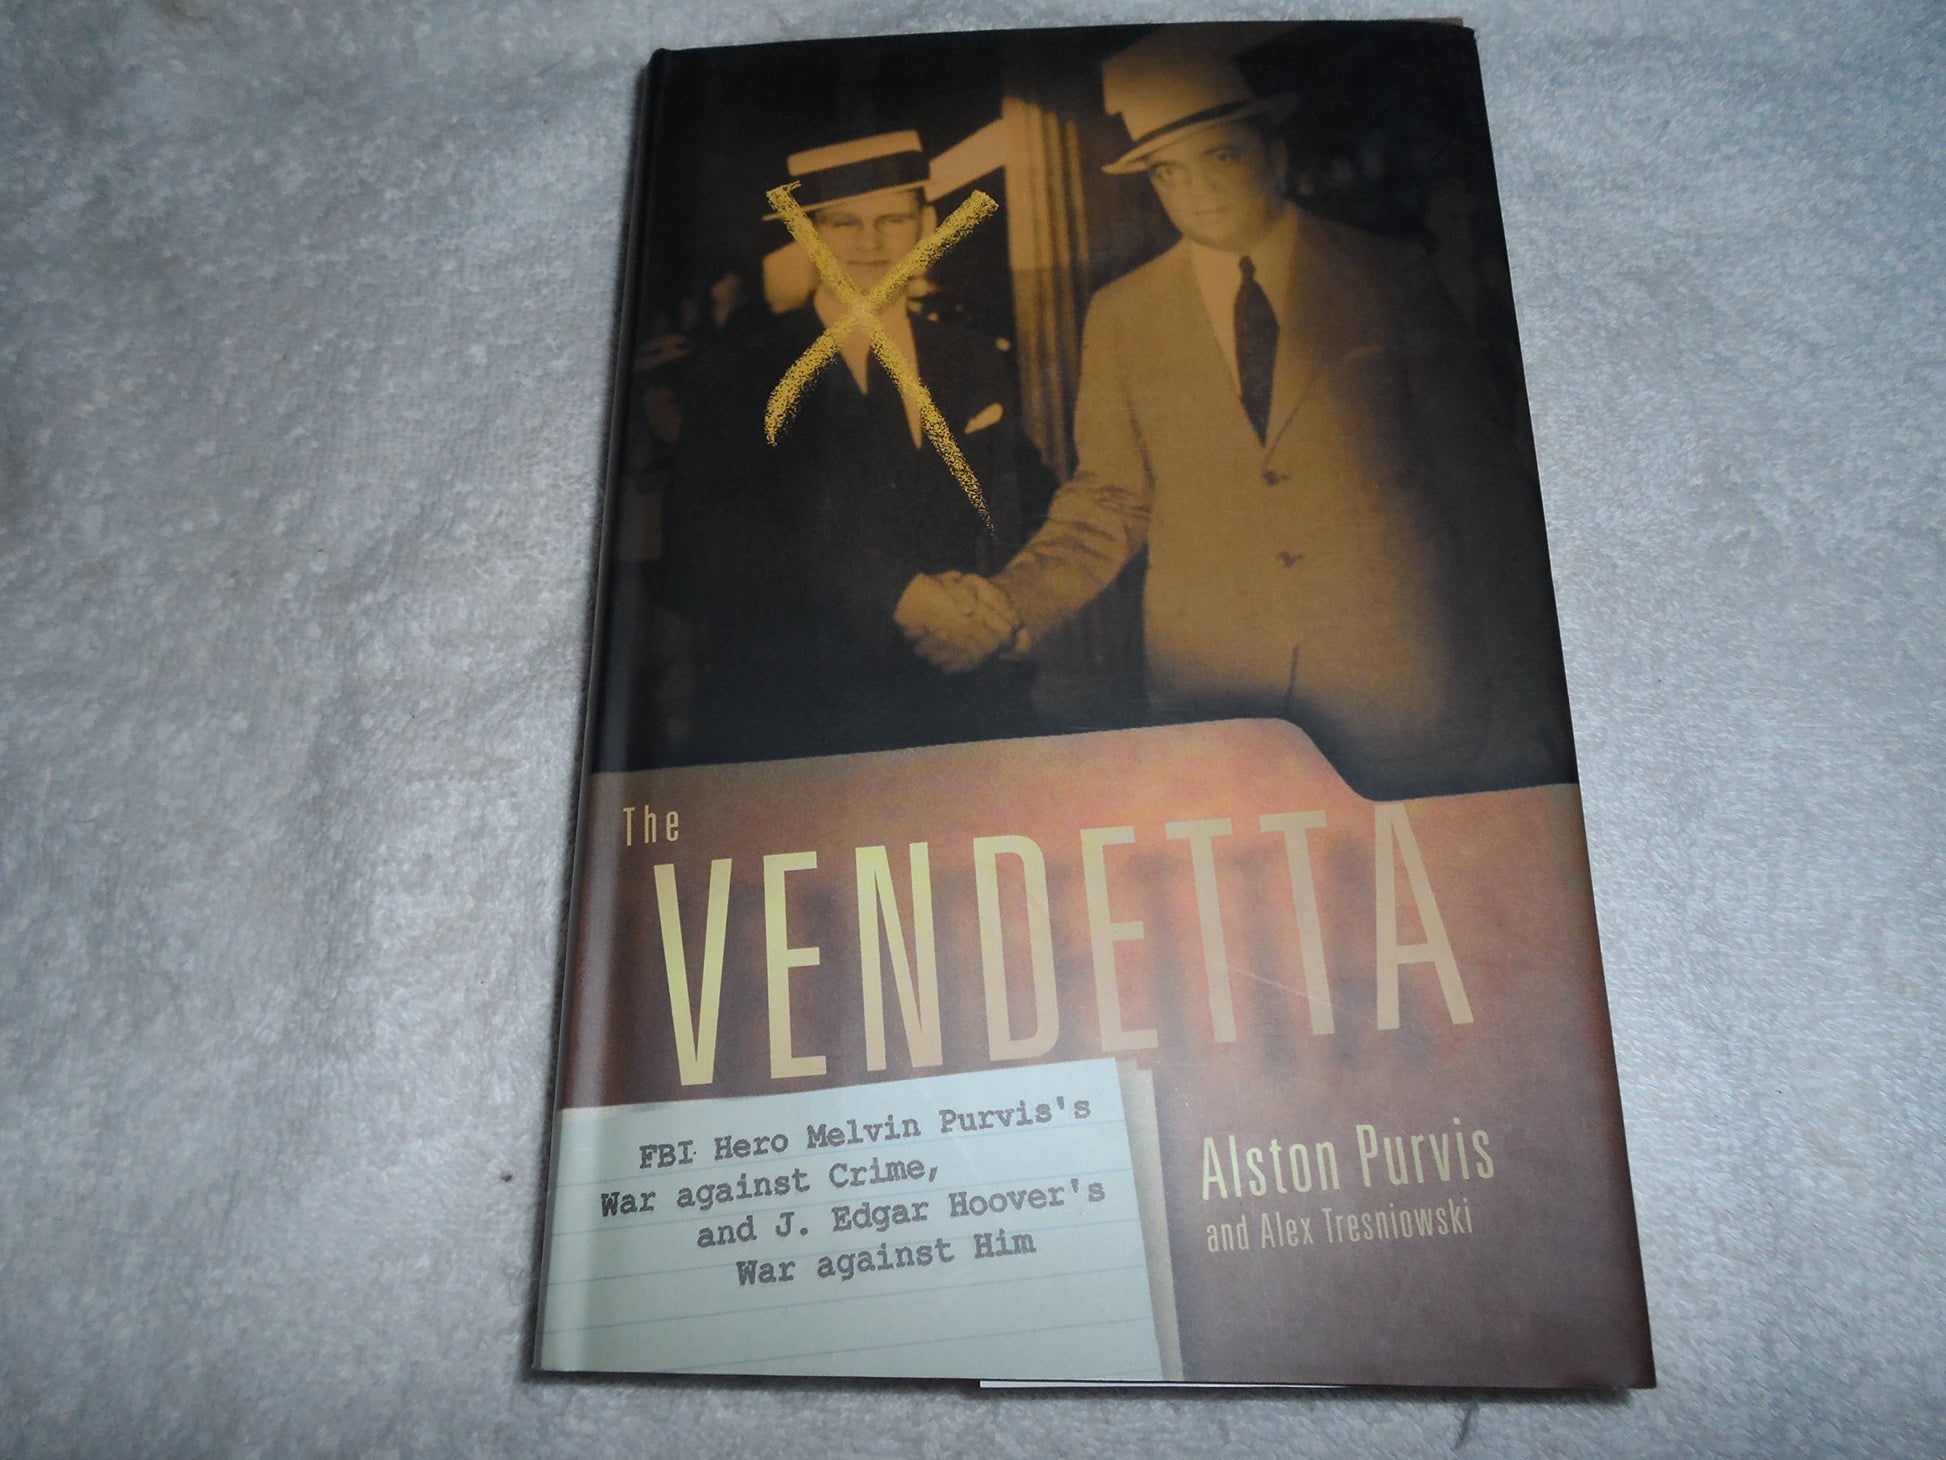 The
VENDETTA
FBI Hero Melvin Purvis's
War against Crime,
and J. Edgar Hoover's
War against Him
Alston Purvis
and Alex Tresniowski